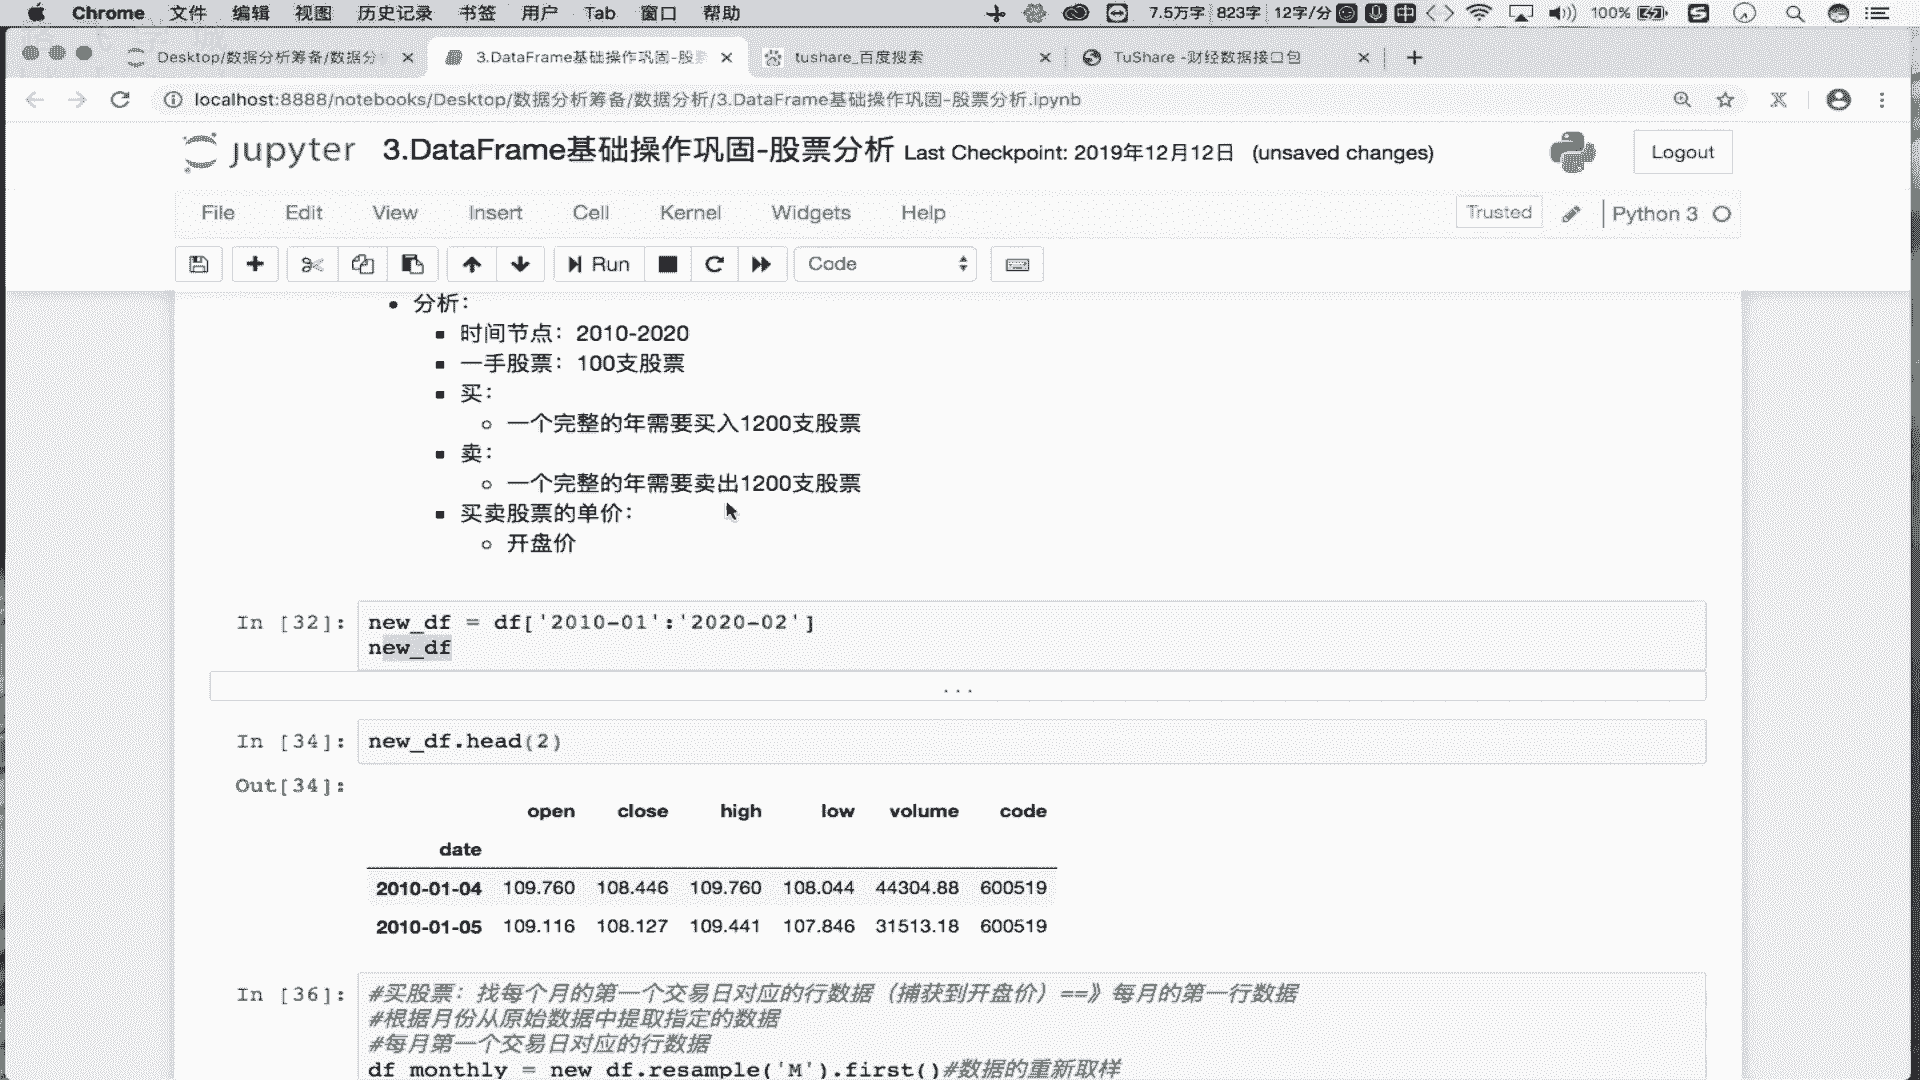 Chrome 文件 编辑 视图 历史记录 书签 用户 Tab 窗口 帮助 7.5万字 823字 12字/分 中 100%
Desktop/数据分析筹备/数据分 3.DataFrame基础操作巩固-股 tushare_百度搜索 TuShare -财经数据接口包
localhost:8888/notebooks/Desktop/数据分析筹备/数据分析/3.DataFrame基础操作巩固-股票分析.ipynb
jupyter 3.DataFrame基础操作巩固-股票分析 Last Checkpoint: 2019年12月12日 (unsaved changes) Logout
File Edit View Insert Cell Kernel Widgets Help Trusted Python 3
Run Code
分析：
时间节点：2010-2020
一手股票：100支股票
买：
一个完整的年需要买入1200支股票
卖：
一个完整的年需要卖出1200支股票
买卖股票的单价：
开盘价
In [32]: new_df = df['2010-01':'2020-02']
new_df
...
In [34]: new_df.head(2)
Out[34]:
open close high low volume code
date
2010-01-04 109.760 108.446 109.760 108.044 44304.88 600519
2010-01-05 109.116 108.127 109.441 107.846 31513.18 600519
In [36]: #买股票：找每个月的第一个交易日对应的行数据（捕获到开盘价）==》每月的第一行数据
#根据月份从原始数据中提取指定的数据
#每月第一个交易日对应的行数据
df_monthly = new_df.resample('M').first()#数据的重新取样